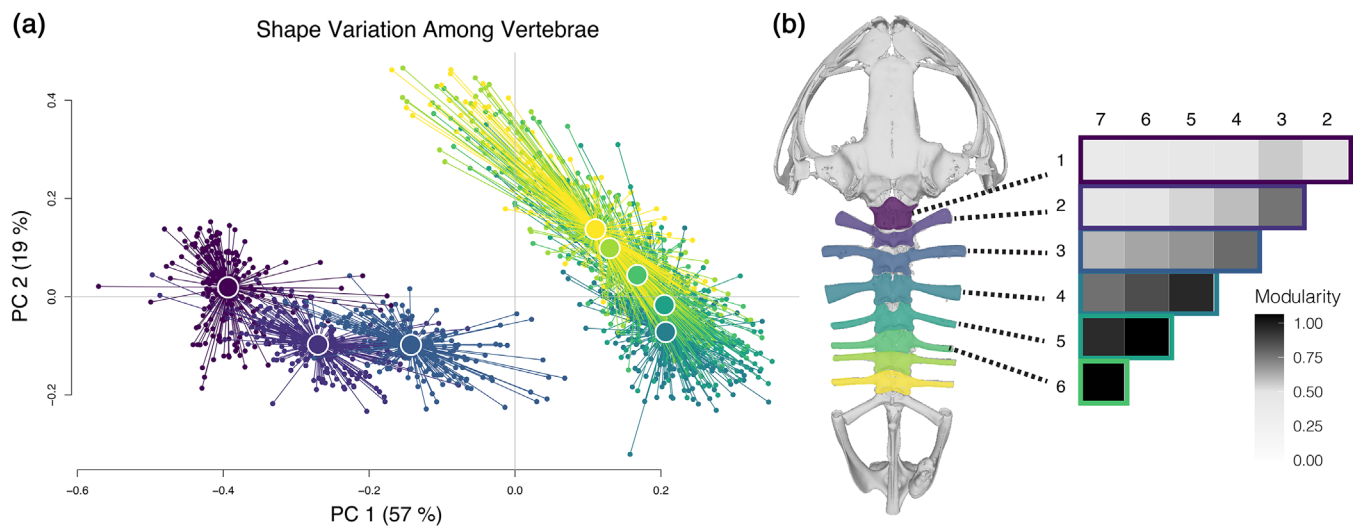 (a)
Shape Variation Among Vertebrae
0.4
0.2
0.0
−0.2
PC 2 (19 %)
−0.6
−0.4
−0.2
0.0
0.2
PC 1 (57 %)
(b)
7 6 5 4 3 2
1
2
3
4
5
6
Modularity
1.00
0.75
0.50
0.25
0.00